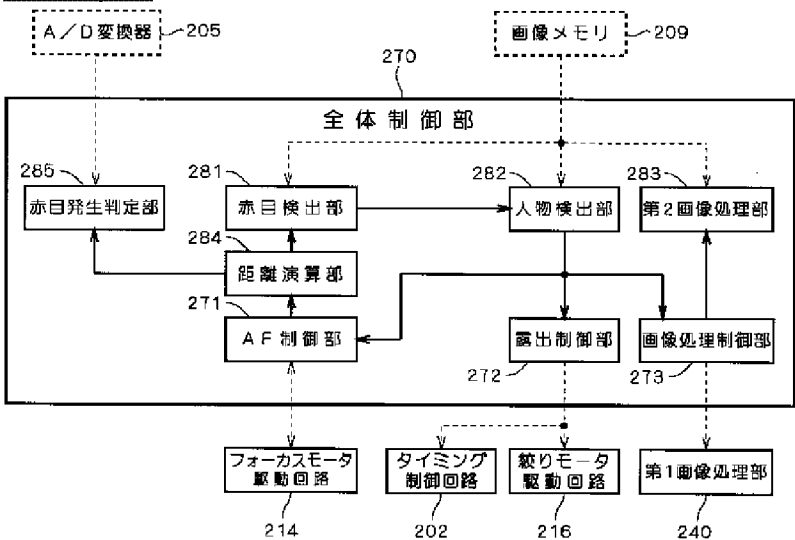 A/D変換器
205
画像メモリ
209
270
全体制御部
285
281
282
283
赤目発生判定部
赤目検出部
人物検出部
第2画像処理部
284
距離演算部
271
AF制御部
露出制御部
画像処理制御部
272
273
フォーカスモータ
駆動回路
タイミング
制御回路
絞りモータ
駆動回路
第1画像処理部
214
202
216
240